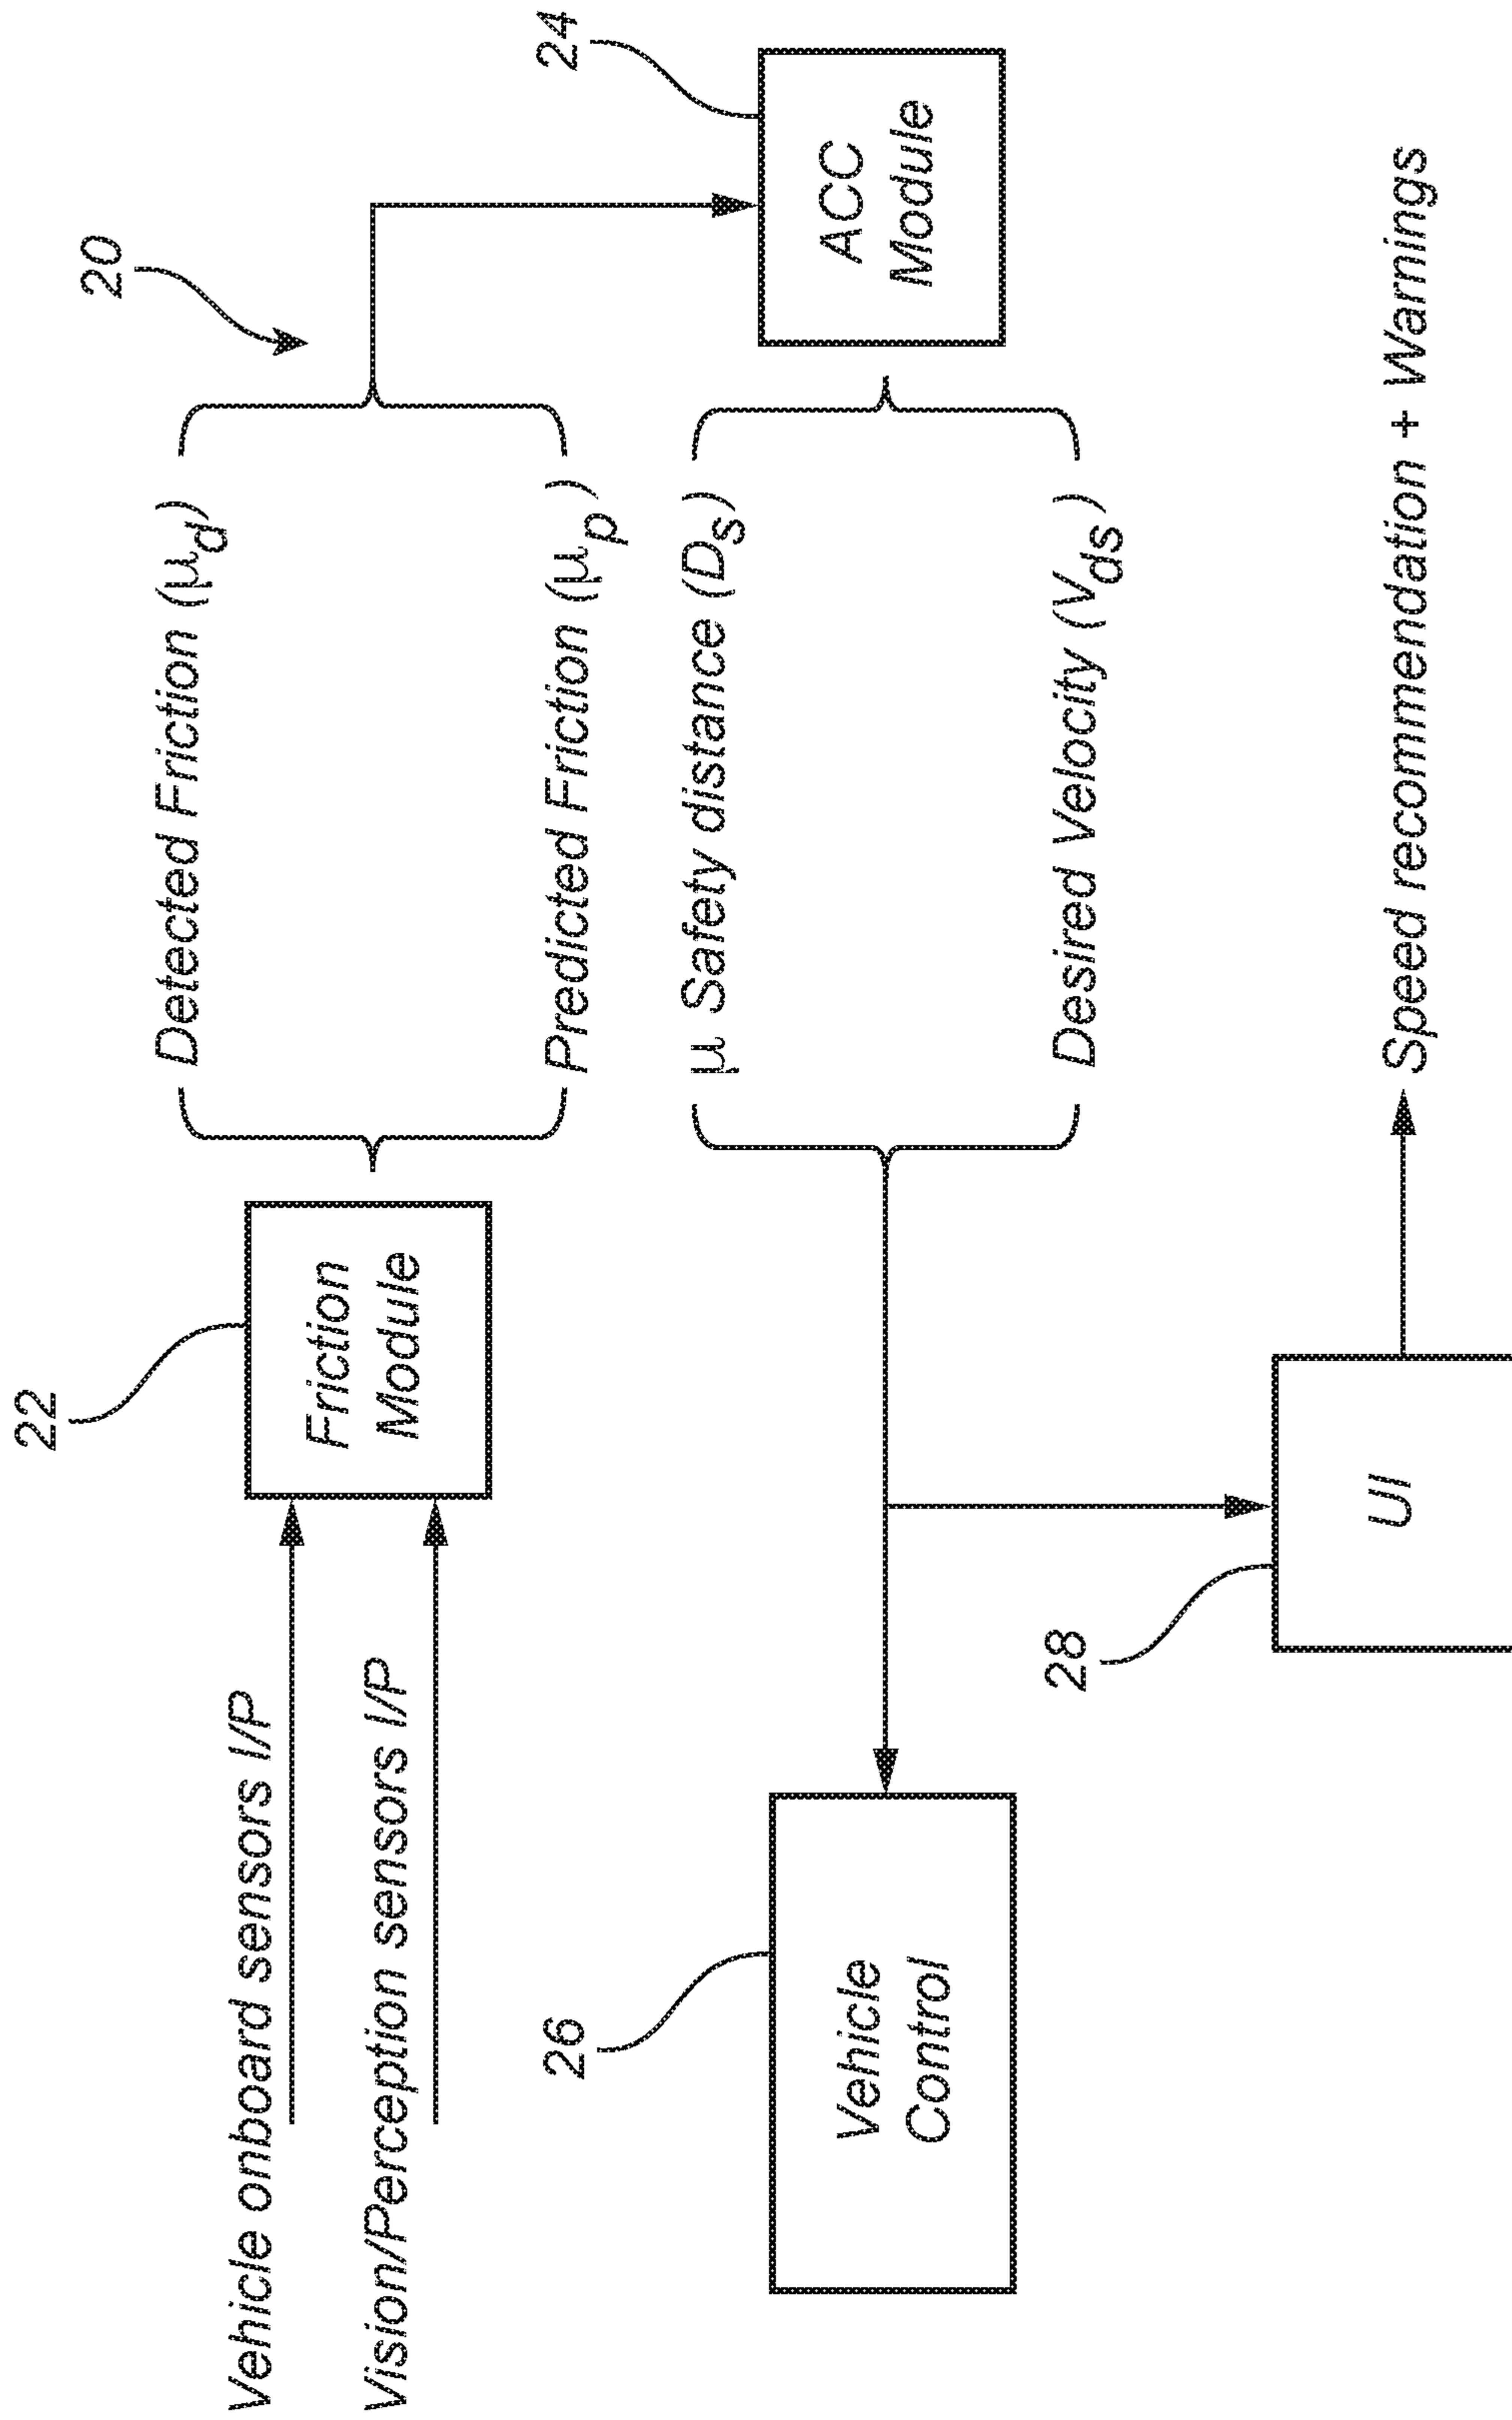 20
22
Vehicle onboard sensors I/P
Vision/Perception sensors I/P
Friction
Module
Detected Friction (μd)
Predicted Friction (μp)
24
ACC
Module
μ Safety distance (Ds)
Desired Velocity (Vds)
26
Vehicle
Control
28
UI
Speed recommendation + Warnings